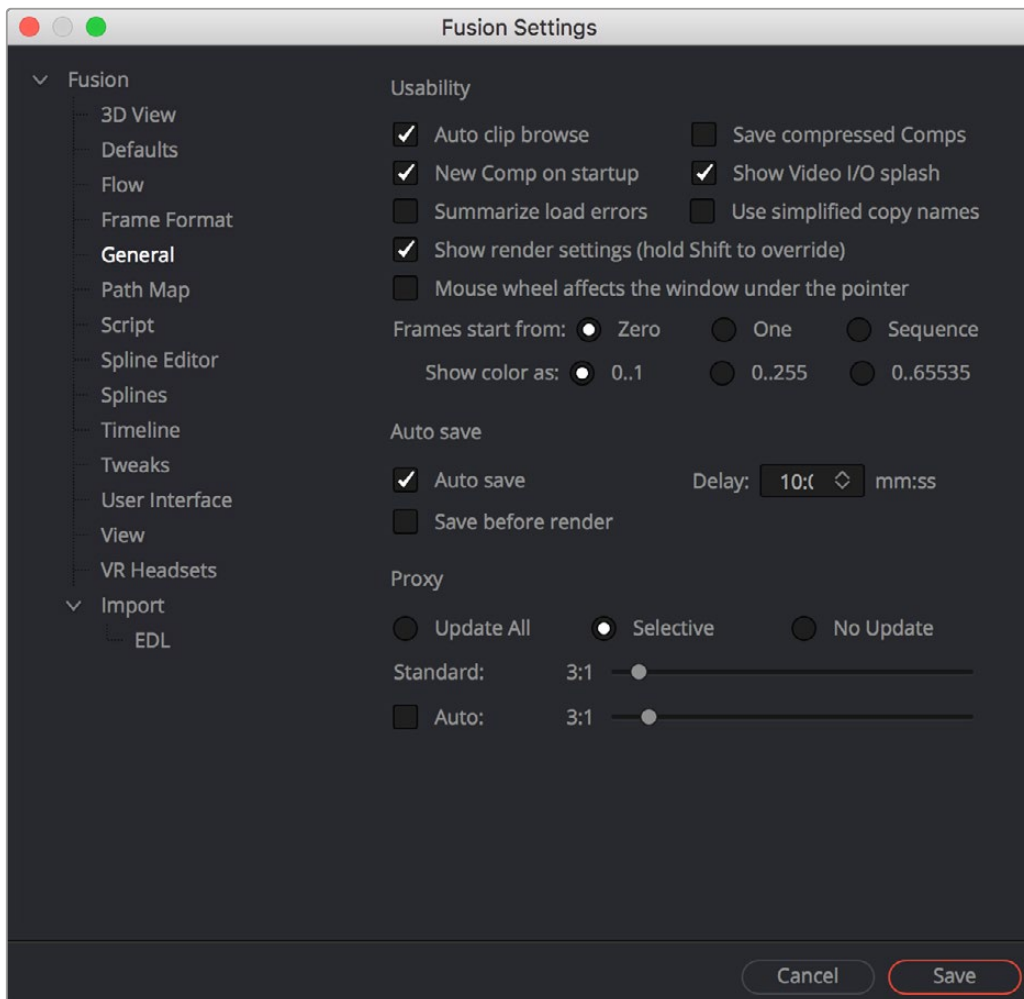 Fusion Settings
Fusion
3D View
Defaults
Flow
Frame Format
General
Path Map
Script
Spline Editor
Splines
Timeline
Tweaks
User Interface
View
VR Headsets
Import
EDL
Usability
Auto clip browse Save compressed Comps
New Comp on startup Show Video I/O splash
Summarize load errors Use simplified copy names
Show render settings (hold Shift to override)
Mouse wheel affects the window under the pointer
Frames start from: Zero One Sequence
Show color as: 0..1 0..255 0..65535
Auto save
Auto save Delay: mm:ss
Save before render
Proxy
Update All Selective No Update
Standard: 3:1
Auto: 3:1
Cancel Save